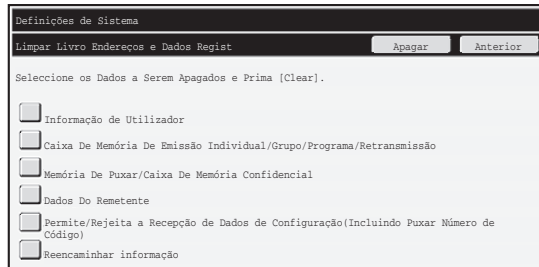 Definições de Sistema
Limpar Livro Endereços e Dados Regist
Apagar
Anterior
Seleccione os Dados a Serem Apagados e Prima [Clear].
Informação de Utilizador
Caixa De Memória De Emissão Individual/Grupo/Programa/Retransmissão
Memória De Puxar/Caixa De Memória Confidencial
Dados Do Remetente
Permite/Rejeita a Recepção de Dados de Configuração(Incluindo Puxar Número de
Código)
Reencaminhar informação